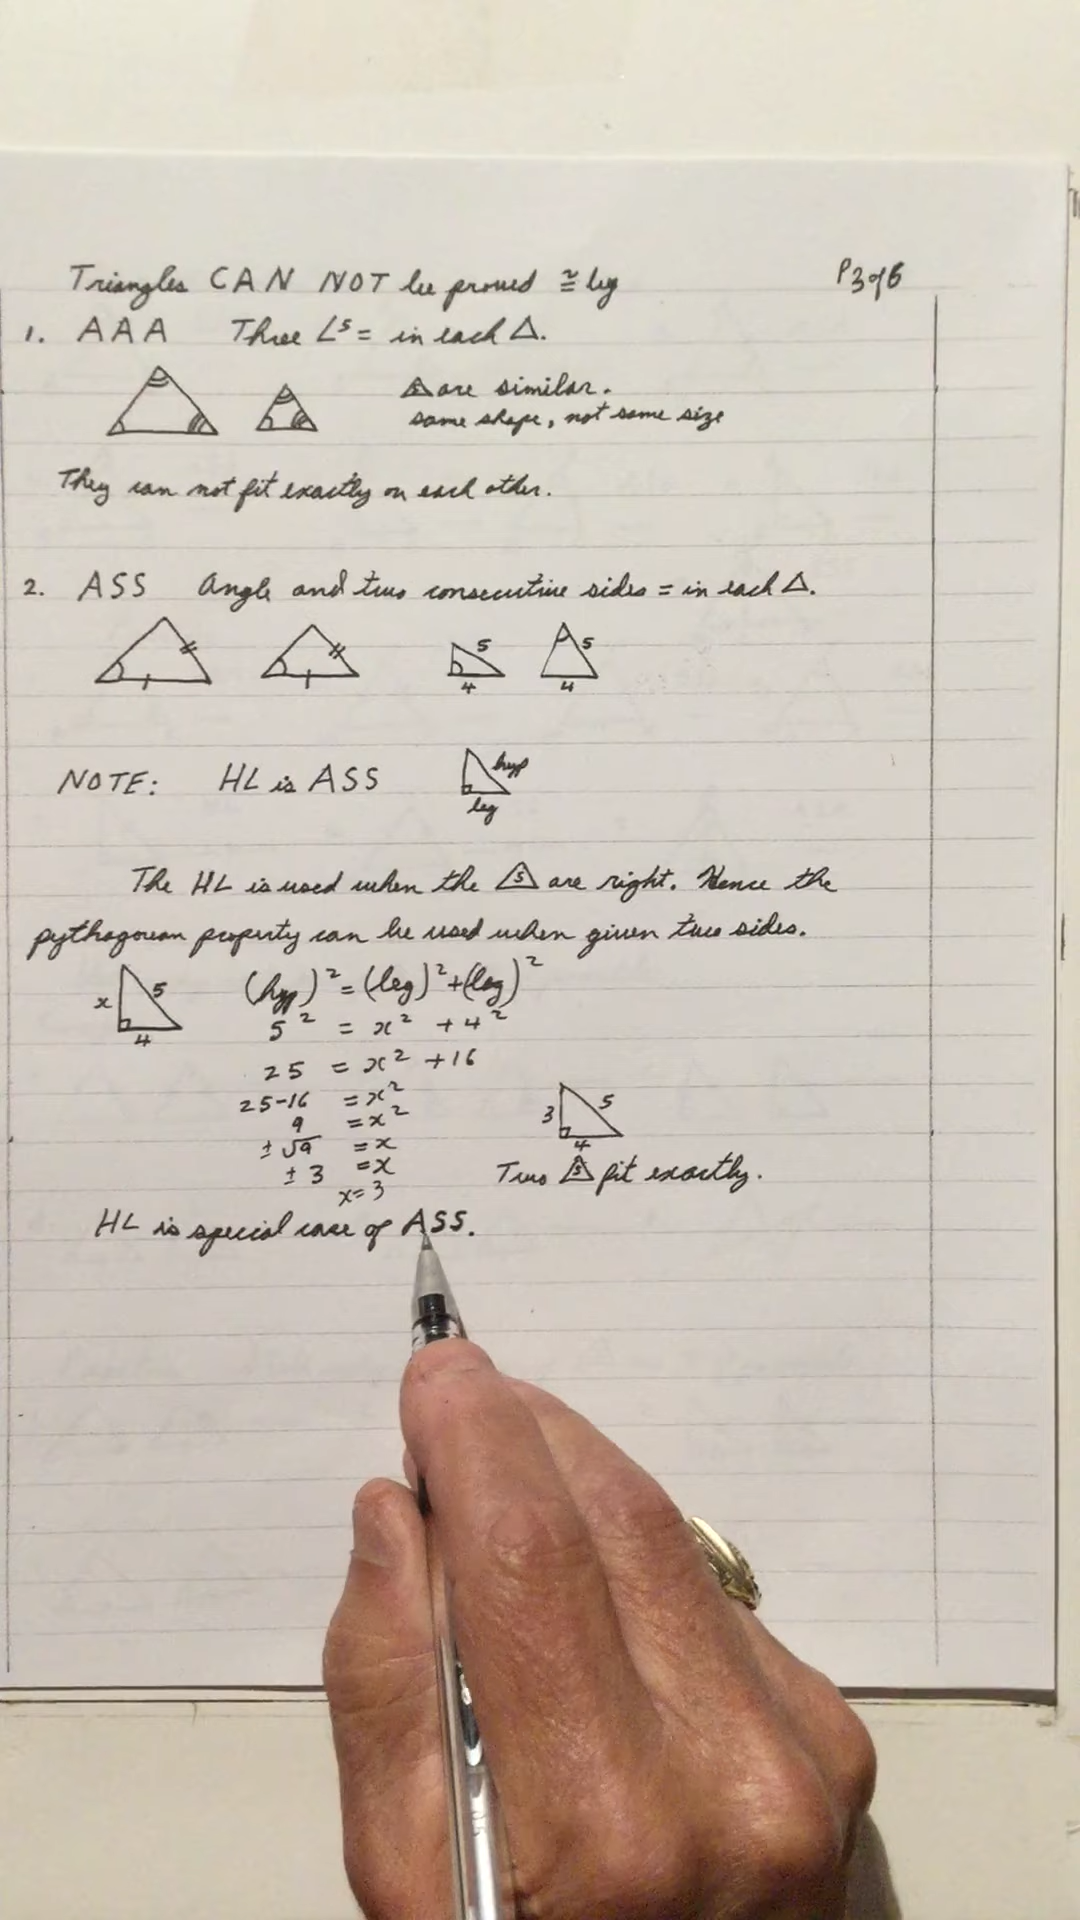 Triangles CAN NOT be proved ≅ by
P3of6
1. AAA Three ∠s = in each △.
△s are similar.
same shape, not same size
They can not fit exactly on each other.
2. ASS Angle and two consecutive sides = in each △.
5 5
4 4
NOTE: HL is ASS
hyp
leg
The HL is used when the △s are right. Hence the
pythagorean property can be used when given two sides.
x 5
4
(hyp)² = (leg)² + (leg)²
5² = x² + 4²
25 = x² + 16
25-16 = x²
9 = x²
±√9 = x
± 3 = x
x = 3
3 5
4
Two △s fit exactly.
HL is special case of ASS.